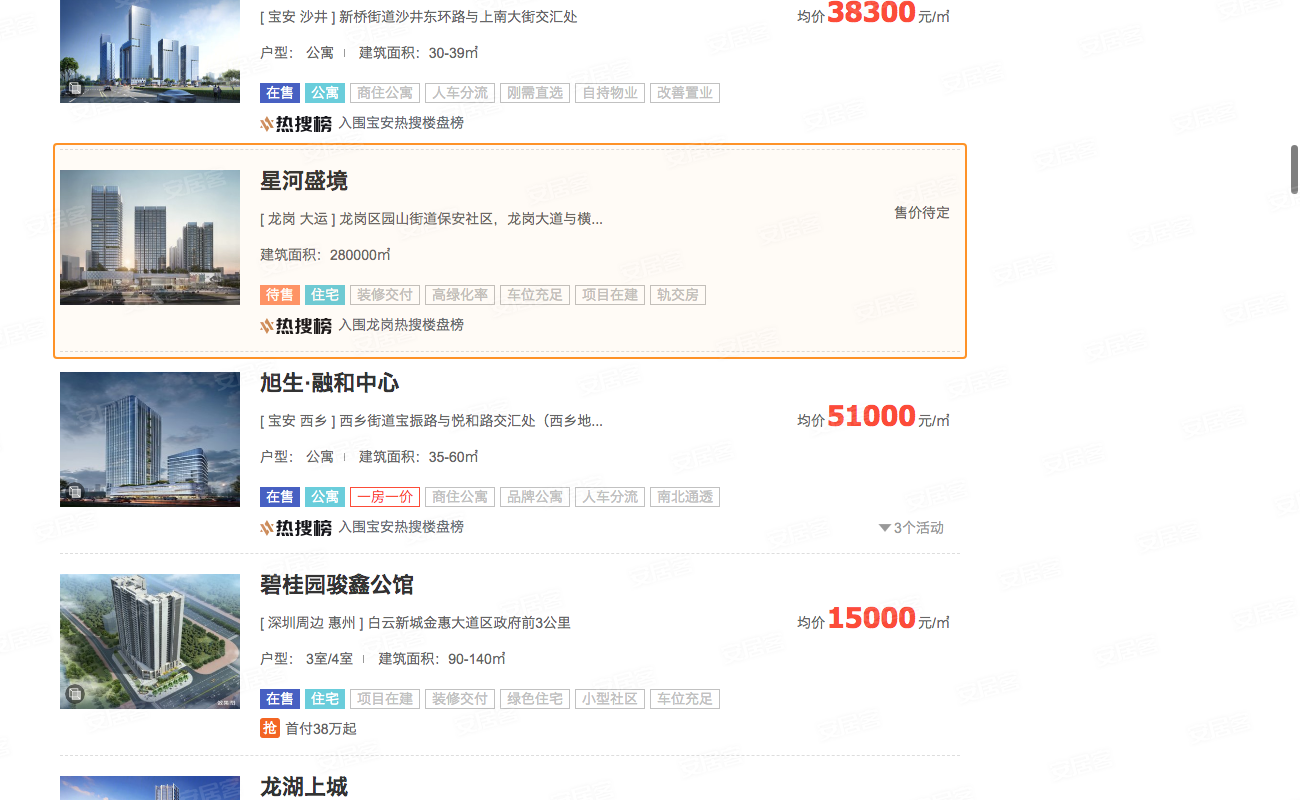 [ 宝安 沙井 ] 新桥街道沙井东环路与上南大街交汇处
均价38300元/㎡
户型： 公寓 建筑面积：30-39㎡
在售 公寓 商住公寓 人车分流 刚需直选 自持物业 改善置业
热搜榜 入围宝安热搜楼盘榜
星河盛境
[ 龙岗 大运 ] 龙岗区园山街道保安社区，龙岗大道与横...
售价待定
建筑面积：280000㎡
待售 住宅 装修交付 高绿化率 车位充足 项目在建 轨交房
热搜榜 入围龙岗热搜楼盘榜
旭生·融和中心
[ 宝安 西乡 ] 西乡街道宝振路与悦和路交汇处（西乡地...
均价51000元/㎡
户型： 公寓 建筑面积：35-60㎡
在售 公寓 一房一价 商住公寓 品牌公寓 人车分流 南北通透
热搜榜 入围宝安热搜楼盘榜
3个活动
碧桂园骏鑫公馆
[ 深圳周边 惠州 ] 白云新城金惠大道区政府前3公里
均价15000元/㎡
户型： 3室/4室 建筑面积：90-140㎡
在售 住宅 项目在建 装修交付 绿色住宅 小型社区 车位充足
抢 首付38万起
龙湖上城